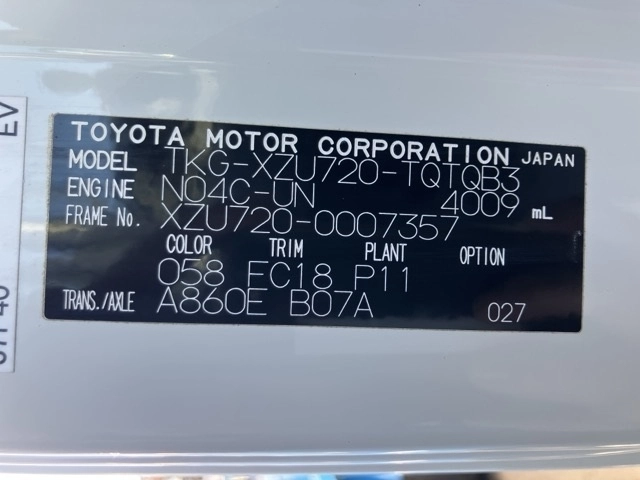 TOYOTA MOTOR CORPORATION JAPAN
MODEL TKG-XZU720-TQTQB3
ENGINE N04C-UN 4009 mL
FRAME No. XZU720-0007357
COLOR TRIM PLANT OPTION
058 FC18 P11
TRANS./AXLE A860E B07A 027
EV